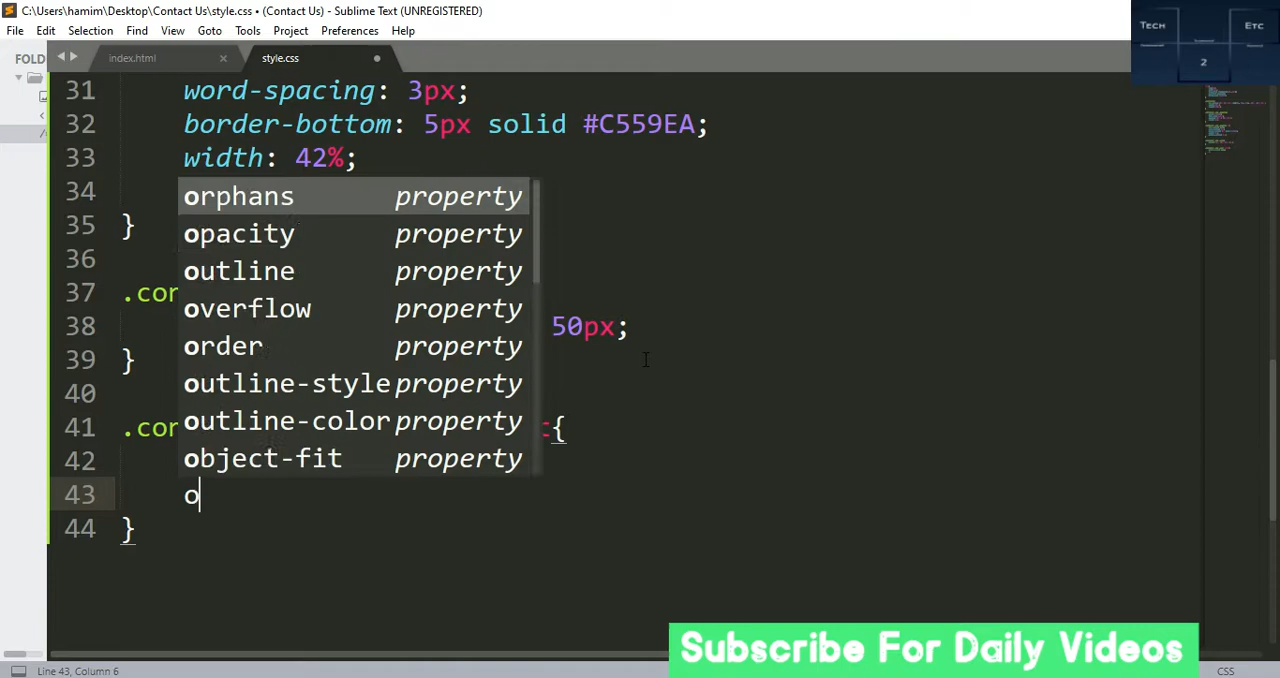 C:\Users\hamim\Desktop\Contact Us\style.css • (Contact Us) - Sublime Text (UNREGISTERED)
File Edit Selection Find View Goto Tools Project Preferences Help
Tech Etc
2
FOLD
index.html style.css
31 word-spacing: 3px;
32 border-bottom: 5px solid #C559EA;
33 width: 42%;
34 orphans property
opacity property
35 }
outline property
36
37 .con
overflow property
38 50px;
order property
39 }
outline-style property
40
outline-color property
41 .con {
object-fit property
42
43 o
44 }
Subscribe For Daily Videos
Line 43, Column 6 CSS